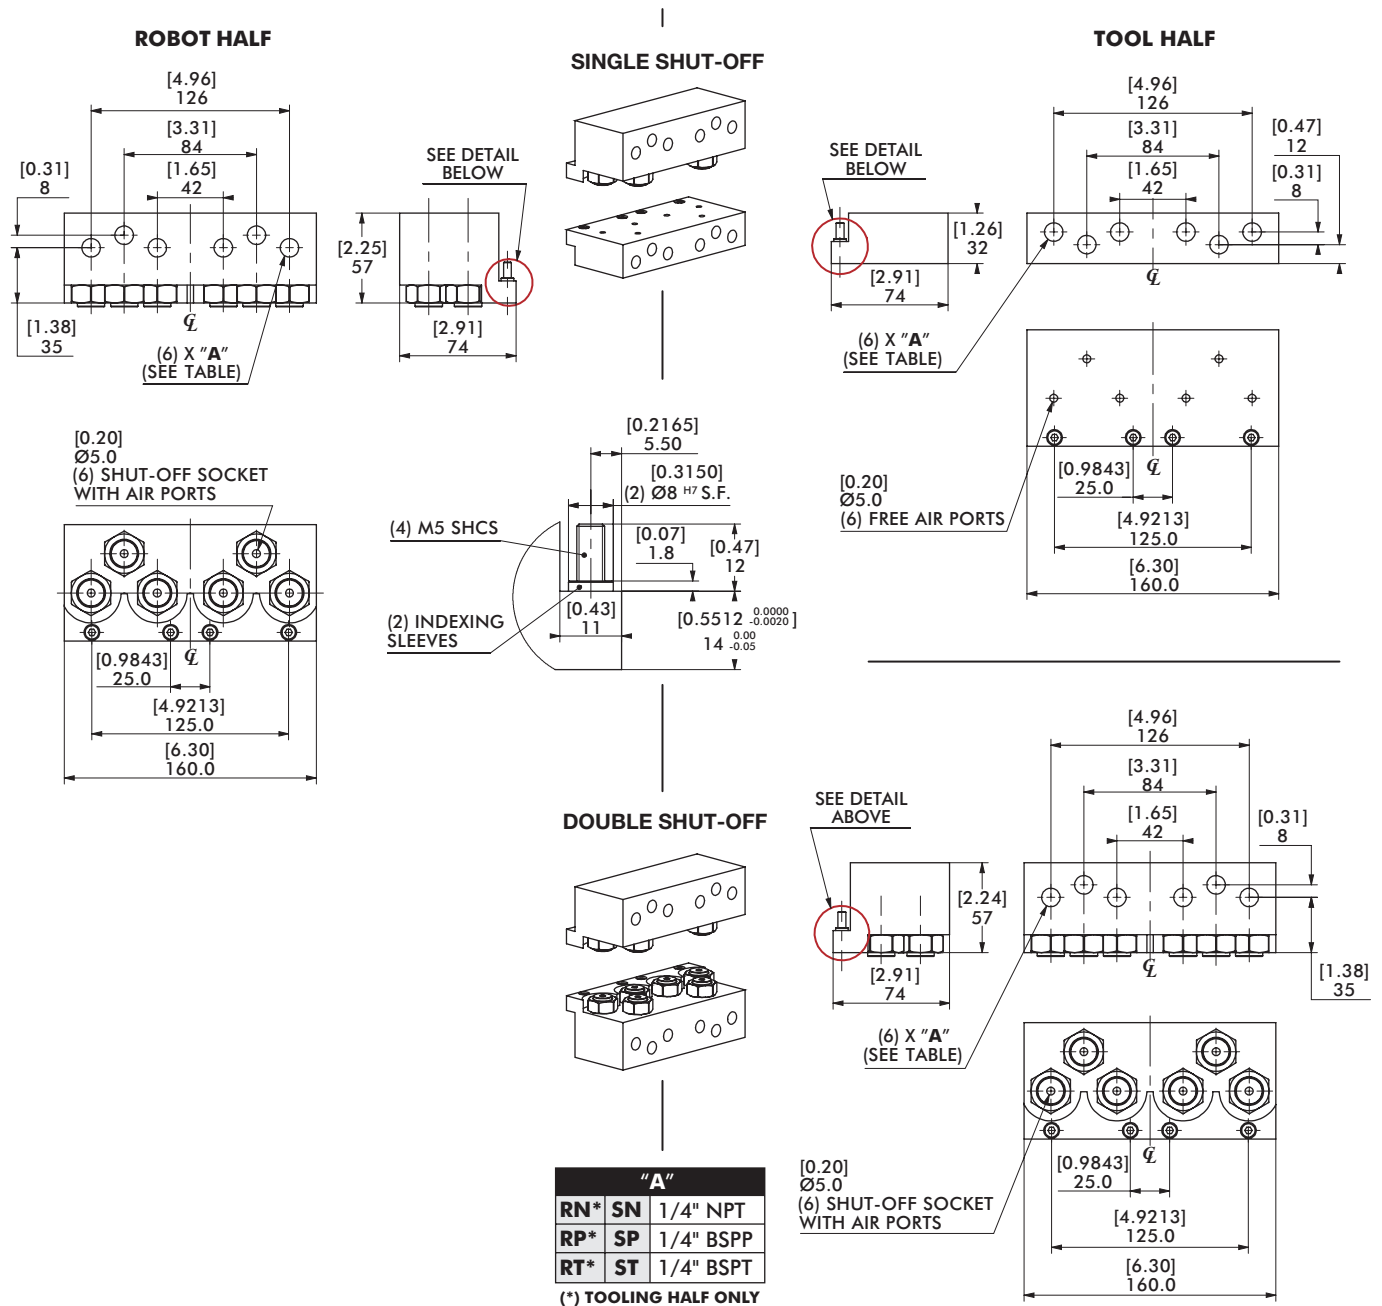 ROBOT HALF
[4.96]
126
[3.31]
84
[1.65]
42
[0.31]
8
[1.38]
35
℄
(6) X "A"
(SEE TABLE)
SEE DETAIL
BELOW
[2.25]
57
[2.91]
74
[0.20]
Ø5.0
(6) SHUT-OFF SOCKET
WITH AIR PORTS
℄
[0.9843]
25.0
[4.9213]
125.0
[6.30]
160.0
SINGLE SHUT-OFF
[0.2165]
5.50
[0.3150]
(2) Ø8 H7 S.F.
(4) M5 SHCS
[0.07]
1.8
[0.47]
12
(2) INDEXING
SLEEVES
[0.43]
11
[0.5512 0.0000 -0.0020]
14 0.00 -0.05
TOOL HALF
SEE DETAIL
BELOW
[1.26]
32
[2.91]
74
[4.96]
126
[3.31]
84
[1.65]
42
[0.47]
12
[0.31]
8
℄
(6) X "A"
(SEE TABLE)
[0.20]
Ø5.0
(6) FREE AIR PORTS
℄
[0.9843]
25.0
[4.9213]
125.0
[6.30]
160.0
DOUBLE SHUT-OFF
SEE DETAIL
ABOVE
[2.24]
57
[2.91]
74
[4.96]
126
[3.31]
84
[1.65]
42
[0.31]
8
[1.38]
35
℄
(6) X "A"
(SEE TABLE)
[0.20]
Ø5.0
(6) SHUT-OFF SOCKET
WITH AIR PORTS
℄
[0.9843]
25.0
[4.9213]
125.0
[6.30]
160.0
"A"
RN* SN 1/4" NPT
RP* SP 1/4" BSPP
RT* ST 1/4" BSPT
(*) TOOLING HALF ONLY